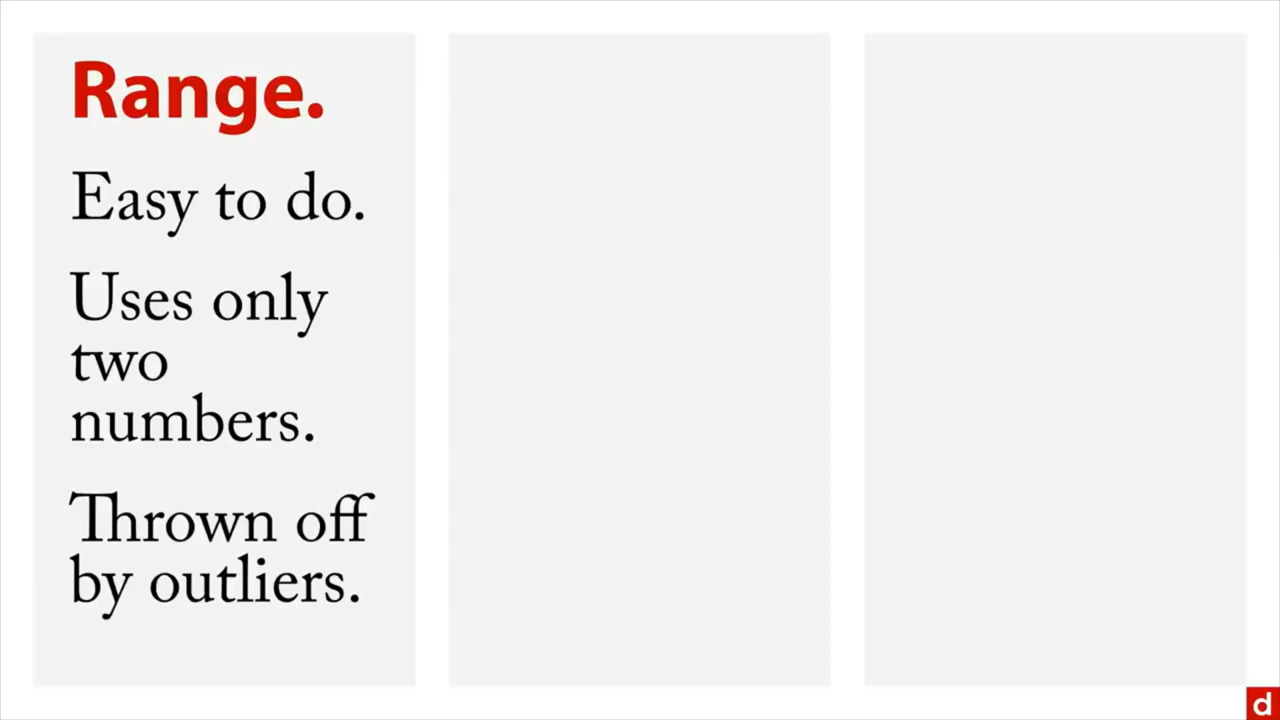 Range.
Easy to do.
Uses only
two
numbers.
Thrown off
by outliers.
d